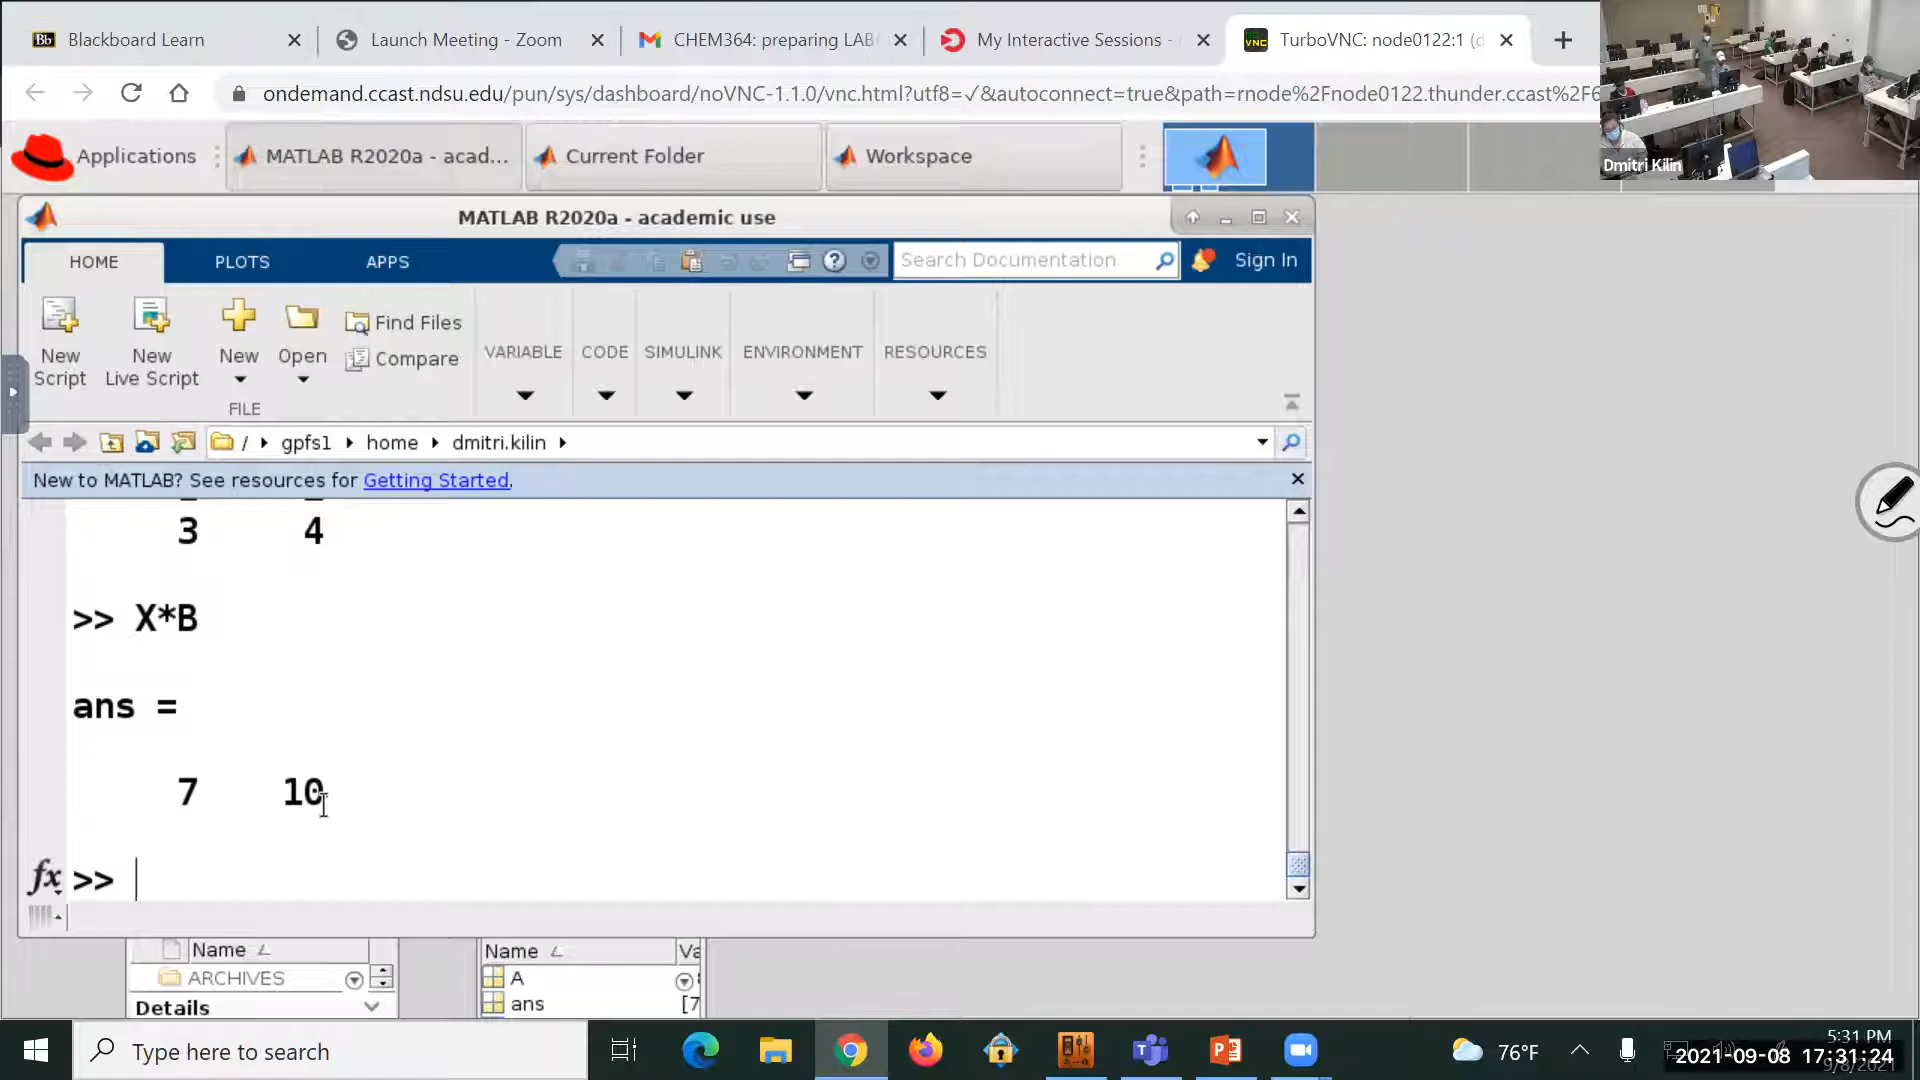 Blackboard Learn
Launch Meeting - Zoom
CHEM364: preparing LAB
My Interactive Sessions -
TurboVNC: node0122:1 (d
ondemand.ccast.ndsu.edu/pun/sys/dashboard/noVNC-1.1.0/vnc.html?utf8=✓&autoconnect=true&path=rnode%2Fnode0122.thunder.ccast%2F6
Dmitri Kilin
Applications
MATLAB R2020a - acad...
Current Folder
Workspace
MATLAB R2020a - academic use
HOME
PLOTS
APPS
Search Documentation
Sign In
New Script
New Live Script
New
Open
Find Files
Compare
FILE
VARIABLE
CODE
SIMULINK
ENVIRONMENT
RESOURCES
/ gpfs1 home dmitri.kilin
New to MATLAB? See resources for Getting Started.
3 4
>> X*B
ans =
7 10
fx >>
Name
ARCHIVES
Details
Name Va
A
ans [7
Type here to search
76°F
5:31 PM
2021-09-08 17:31:24
9/8/2021